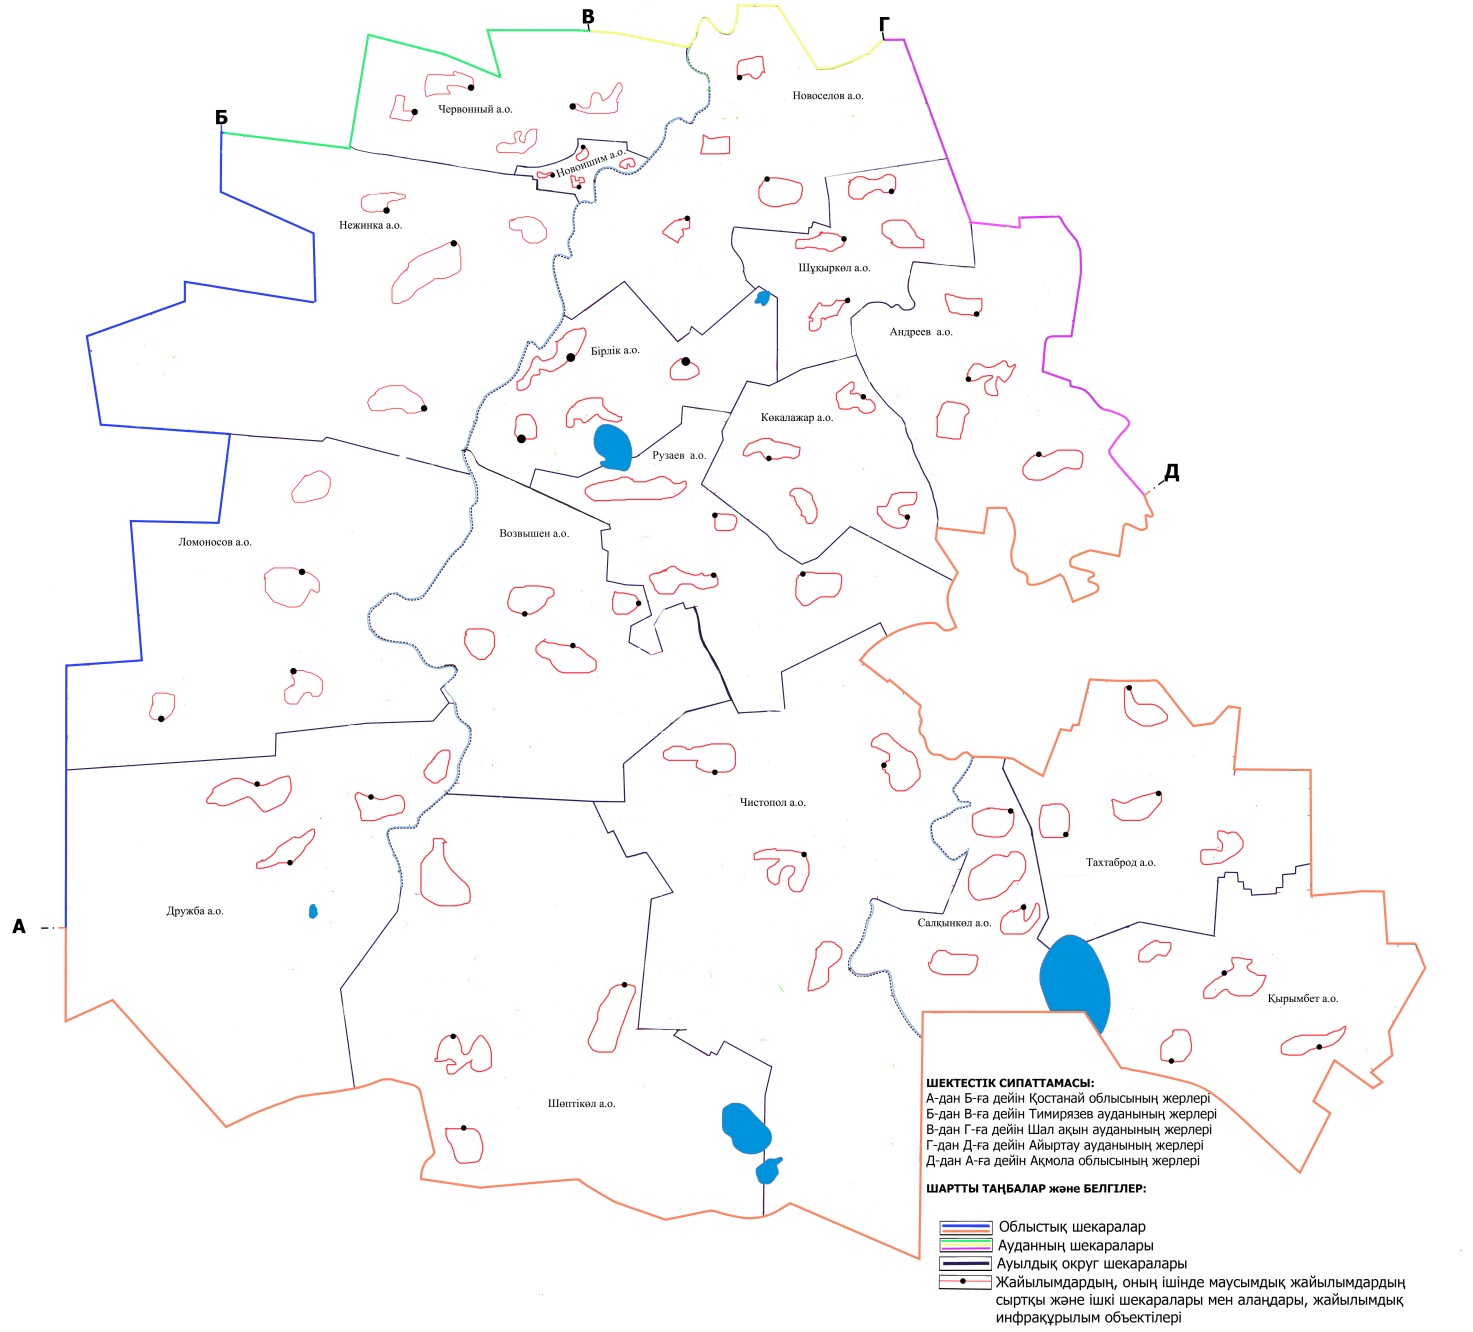 В
Г
Б
Новоселов а.о.
Червонный а.о.
Новоишим а.о.
Нежинка а.о.
Шұқыркөл а.о.
Андреев а.о.
Бірлік а.о.
Көкалажар а.о.
Рузаев а.о.
Д
Возвышен а.о.
Ломоносов а.о.
Чистопол а.о.
Тахтаброд а.о.
Дружба а.о.
А
Салқынкөл а.о.
Қырымбет а.о.
Шөптікөл а.о.
ШЕКТЕСТІК СИПАТТАМАСЫ:
А-дан Б-ға дейін Қостанай облысының жерлері
Б-дан В-ға дейін Тимирязев ауданының жерлері
В-дан Г-ға дейін Шал ақын ауданының жерлері
Г-дан Д-ға дейін Айыртау ауданының жерлері
Д-дан А-ға дейін Ақмола облысының жерлері
ШАРТТЫ ТАҢБАЛАР және БЕЛГІЛЕР:
Облыстық шекаралар
Ауданның шекаралары
Ауылдық округ шекаралары
Жайылымдардың, оның ішінде маусымдық жайылымдардың
сыртқы және ішкі шекаралары мен алаңдары, жайылымдық
инфрақұрылым объектілері